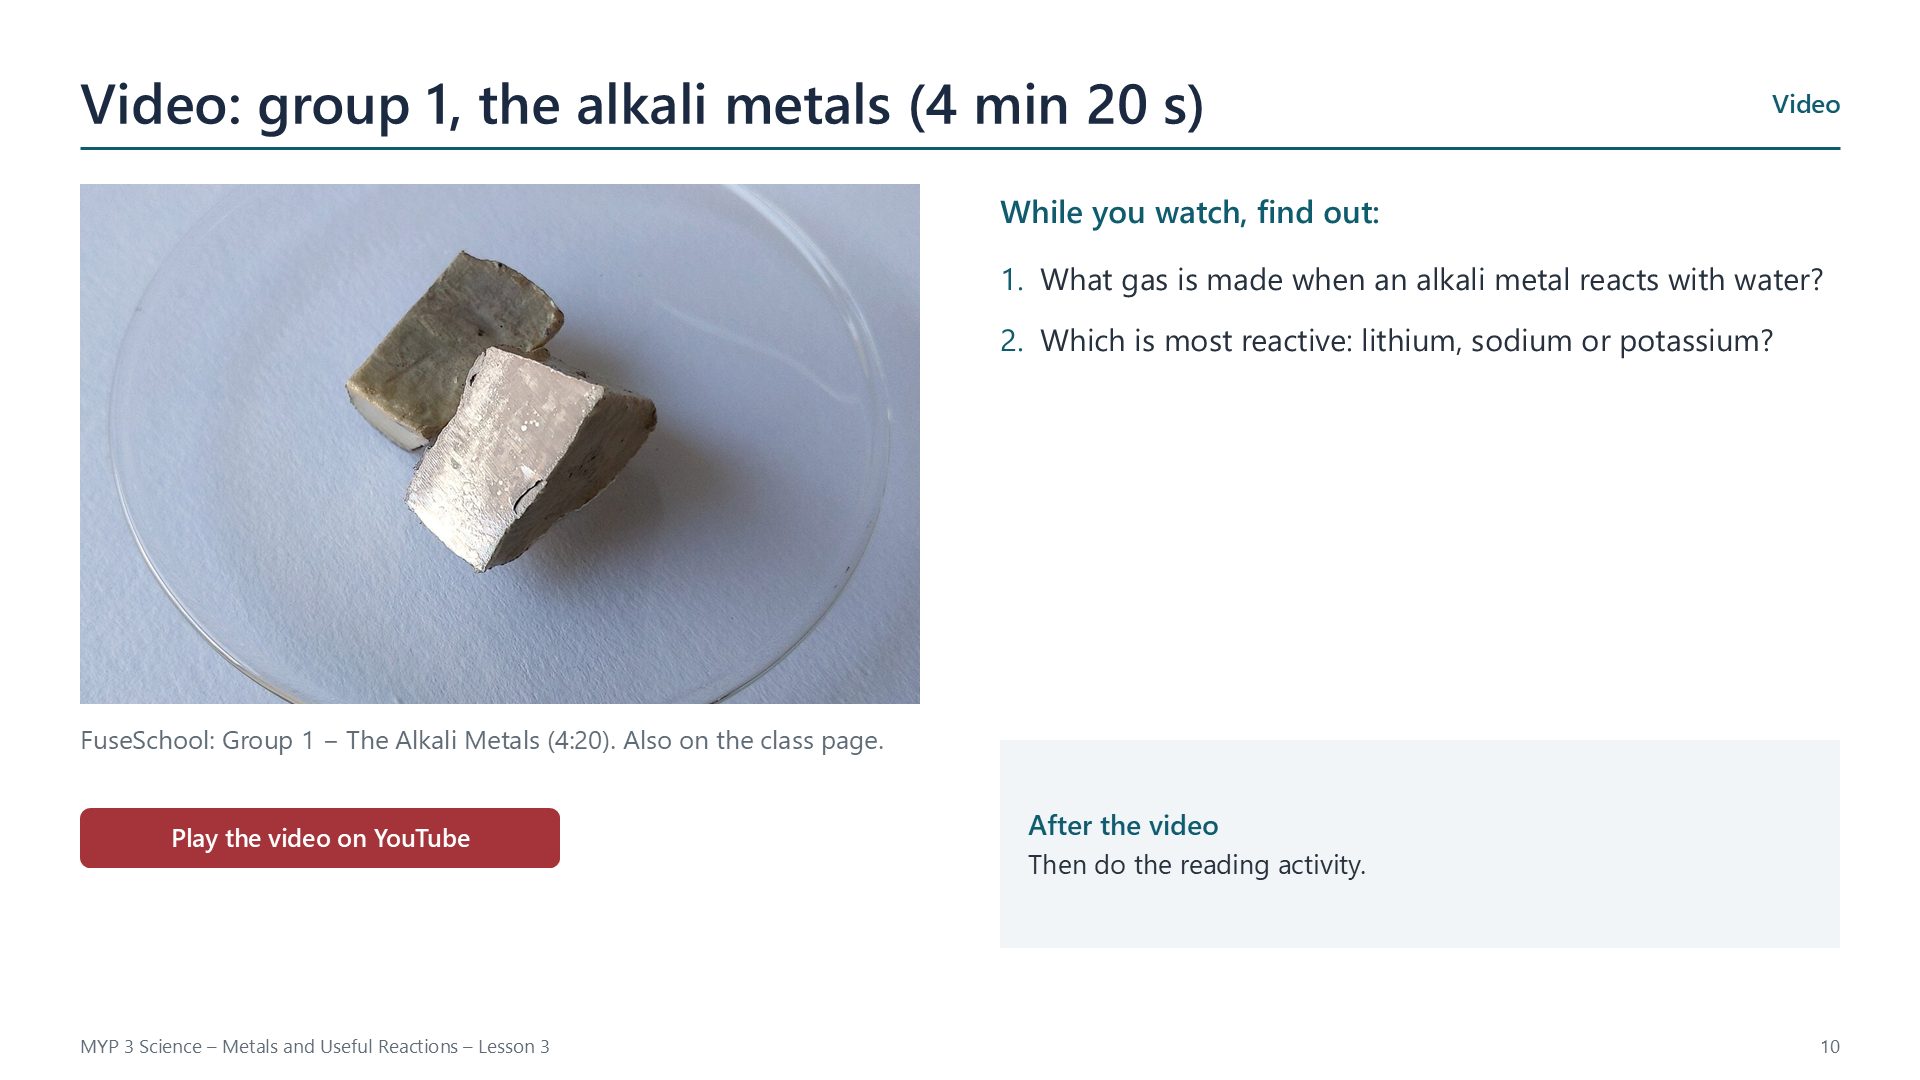 Video: group 1, the alkali metals (4 min 20 s)
Video
While you watch, find out:
1. What gas is made when an alkali metal reacts with water?
2. Which is most reactive: lithium, sodium or potassium?
FuseSchool: Group 1 – The Alkali Metals (4:20). Also on the class page.
Play the video on YouTube
After the video
Then do the reading activity.
MYP 3 Science – Metals and Useful Reactions – Lesson 3
10